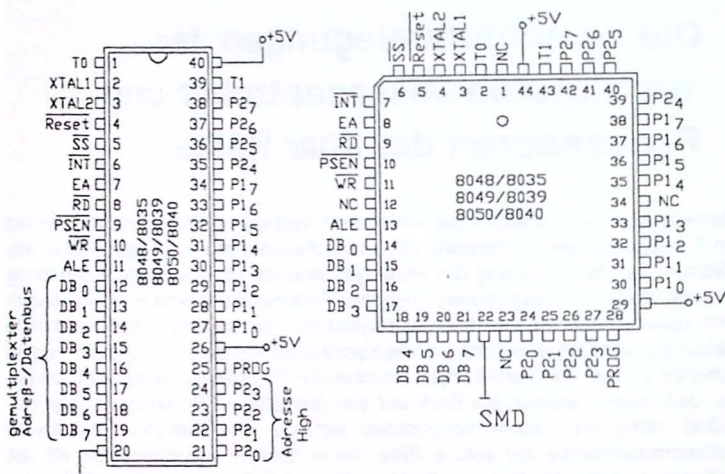 +5V
T0 1 40
XTAL1 2 39 T1
XTAL2 3 38 P27
Reset 4 37 P26
SS 5 36 P25
INT 6 35 P24
EA 7 34 P17
RD 8 33 P16
PSEN 9 32 P15
WR 10 31 P14
ALE 11 30 P13
DB0 12 29 P12
DB1 13 28 P11
DB2 14 27 P10
DB3 15 26 +5V
DB4 16 25 PROG
DB5 17 24 P23
DB6 18 23 P22
DB7 19 22 P21
20 21 P20
8048/8035
8049/8039
8050/8040
gemultiplexter
Adreß-/Datenbus
Adresse
High
+5V
SS Reset XTAL2 XTAL1 T0 NC T1 P27 P26 P25
6 5 4 3 2 1 44 43 42 41 40
INT 7 39 P24
EA 8 38 P17
RD 9 37 P16
PSEN 10 36 P15
WR 11 35 P14
NC 12 34 NC
ALE 13 33 P13
DB0 14 32 P12
DB1 15 31 P11
DB2 16 30 P10
DB3 17 29 +5V
8048/8035
8049/8039
8050/8040
18 19 20 21 22 23 24 25 26 27 28
DB4 DB5 DB6 DB7 NC P20 P21 P22 P23 PROG
SMD